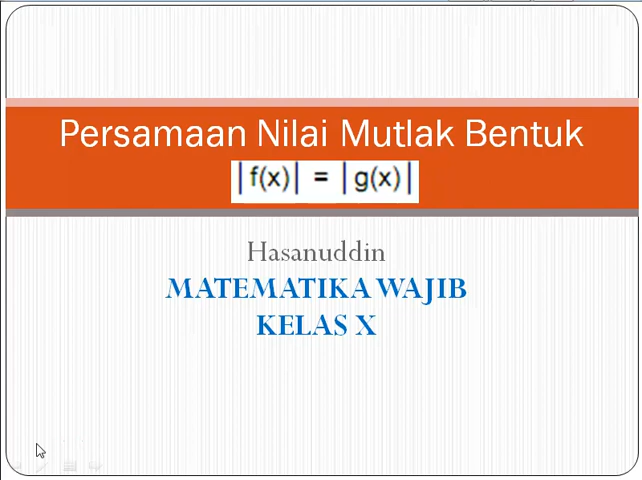 Persamaan Nilai Mutlak Bentuk
|f(x)| = |g(x)|
Hasanuddin
MATEMATIKA WAJIB
KELAS X